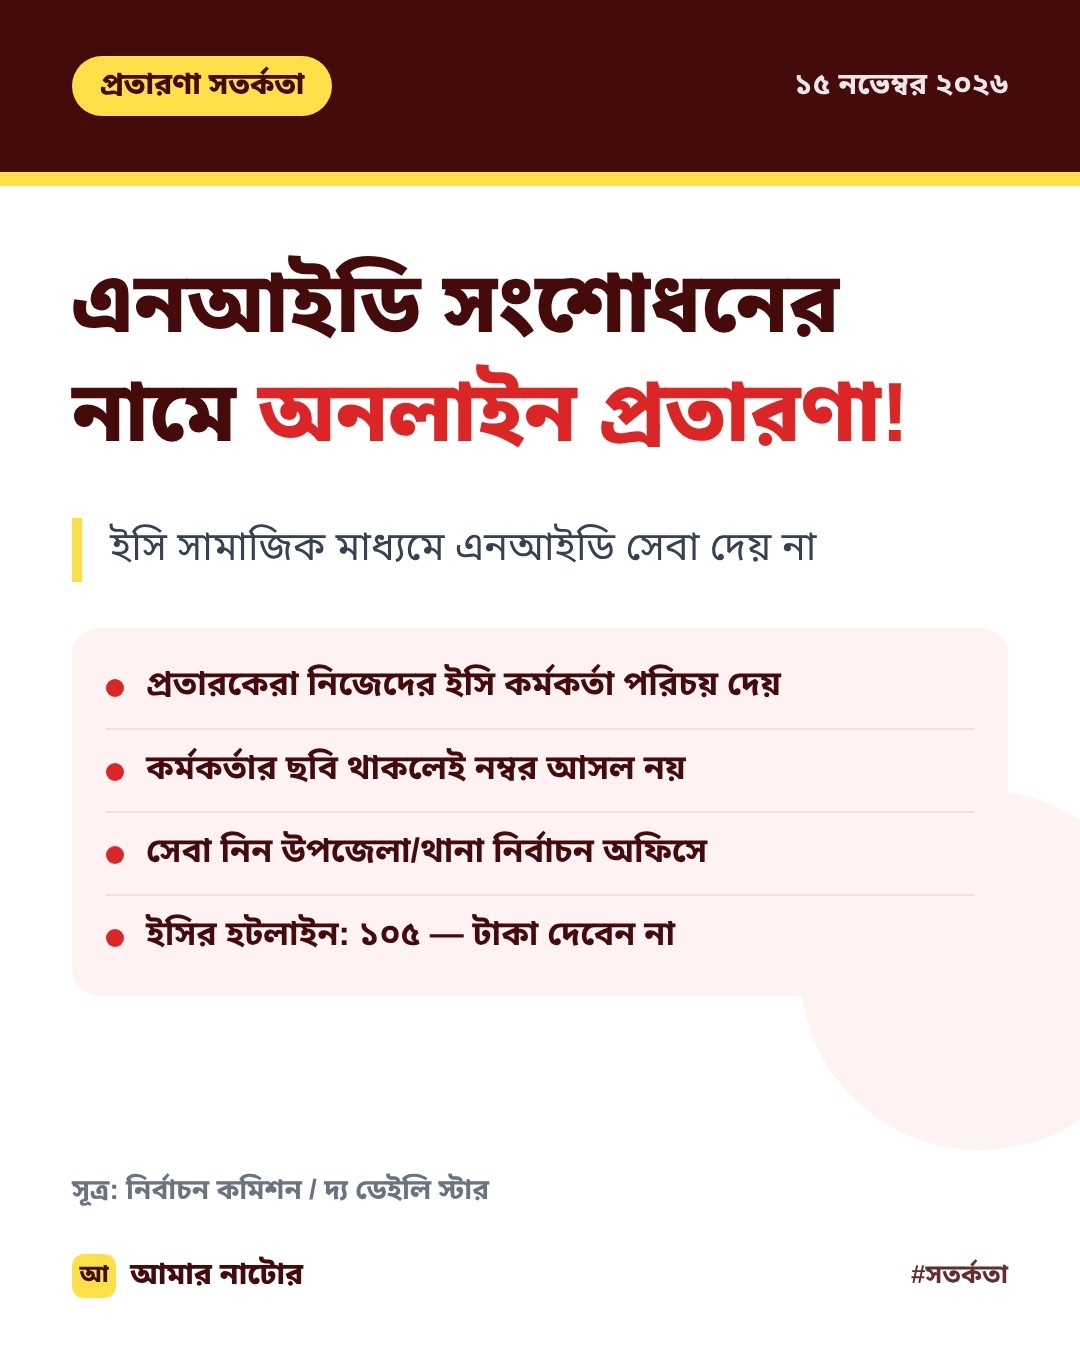 প্রতারণা সতর্কতা
১৫ নভেম্বর ২০২৬
এনআইডি সংশোধনের
নামে অনলাইন প্রতারণা!
ইসি সামাজিক মাধ্যমে এনআইডি সেবা দেয় না
প্রতারকেরা নিজেদের ইসি কর্মকর্তা পরিচয় দেয়
কর্মকর্তার ছবি থাকলেই নম্বর আসল নয়
সেবা নিন উপজেলা/থানা নির্বাচন অফিসে
ইসির হটলাইন: ১০৫ — টাকা দেবেন না
সূত্র: নির্বাচন কমিশন / দ্য ডেইলি স্টার
আ আমার নাটোর
#সতর্কতা